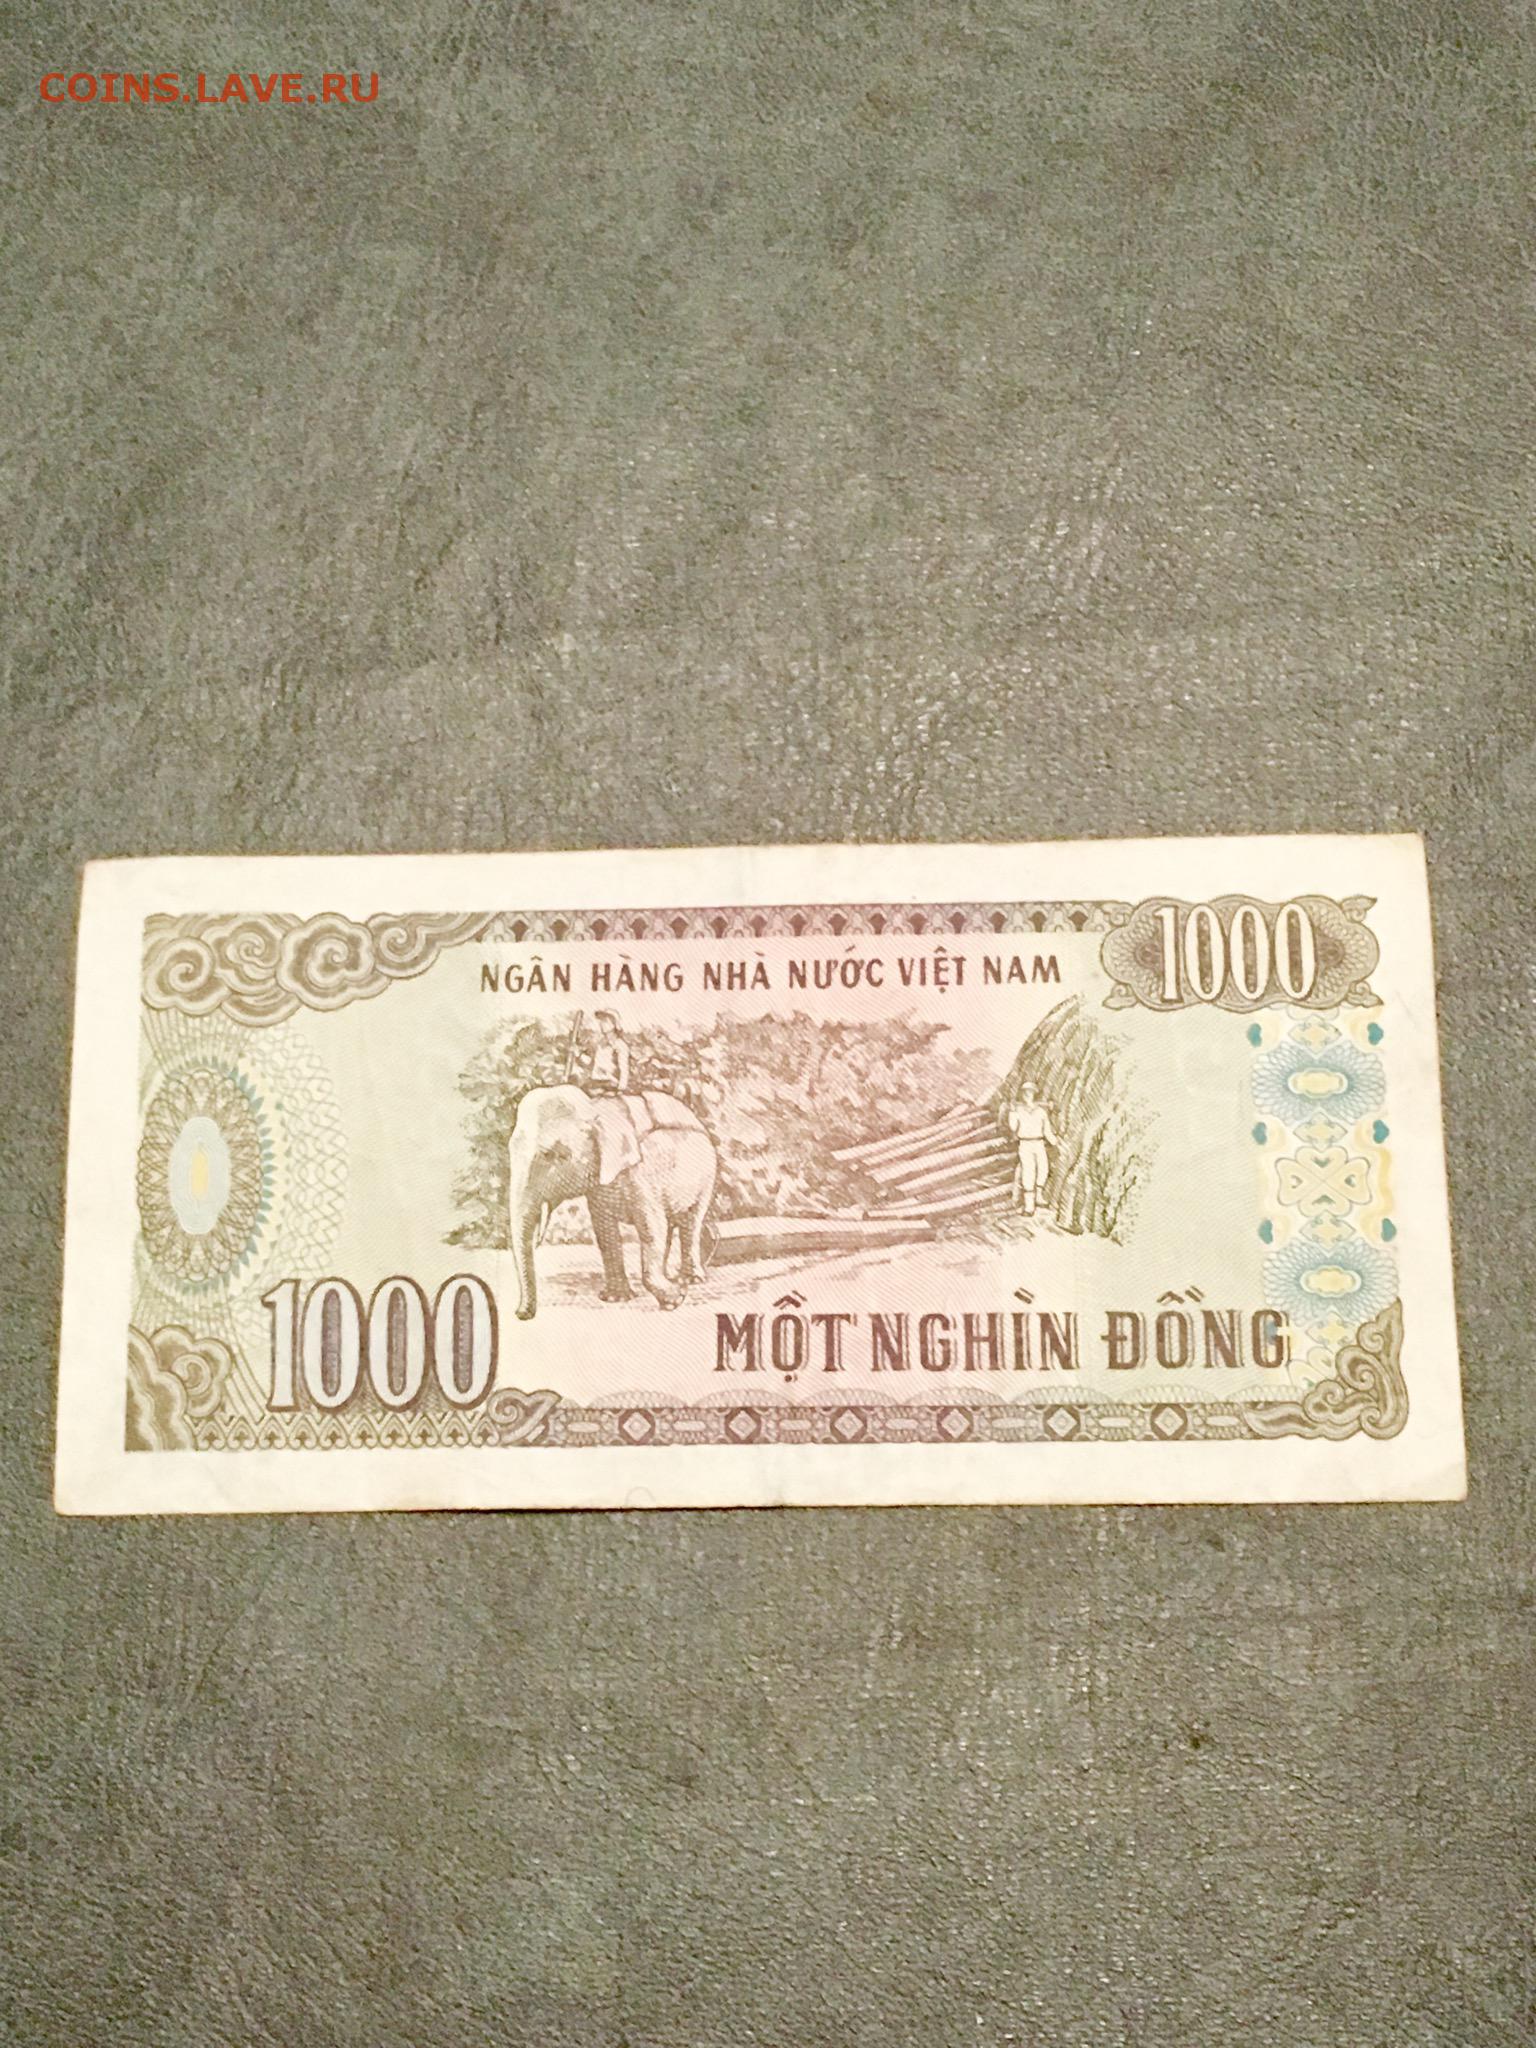 COINS.LAVE.RU
NGÂN HÀNG NHÀ NƯỚC VIỆT NAM
1000
1000
MỘT NGHÌN ĐỒNG